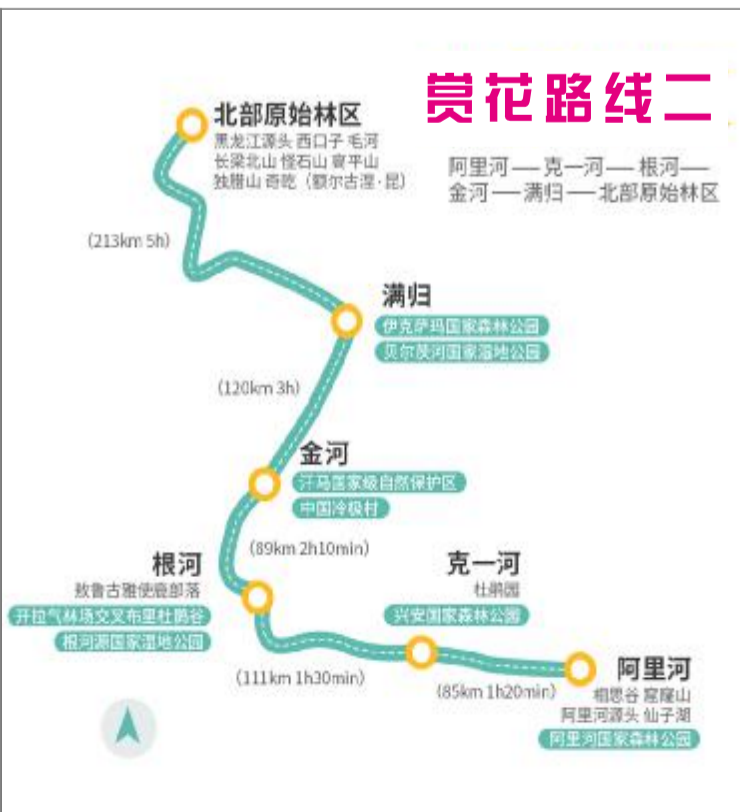 赏花路线二
阿里河——克一河——根河——
金河——满归——北部原始林区
北部原始林区
黑龙江源头 西口子 毛河
长梁北山 怪石山 高平山
独腊山 奇乾（额尔古涅·昆）
(213km 5h)
满归
伊克萨玛国家森林公园
贝尔茨河国家湿地公园
(120km 3h)
金河
汗马国家级自然保护区
中国冷极村
(89km 2h10min)
根河
敖鲁古雅使鹿部落
开拉气林场交叉布里杜鹃谷
根河源国家湿地公园
克一河
杜鹃园
兴安国家森林公园
(111km 1h30min)
(85km 1h20min)
阿里河
相思谷 窟窿山
阿里河源头 仙子湖
阿里河国家森林公园